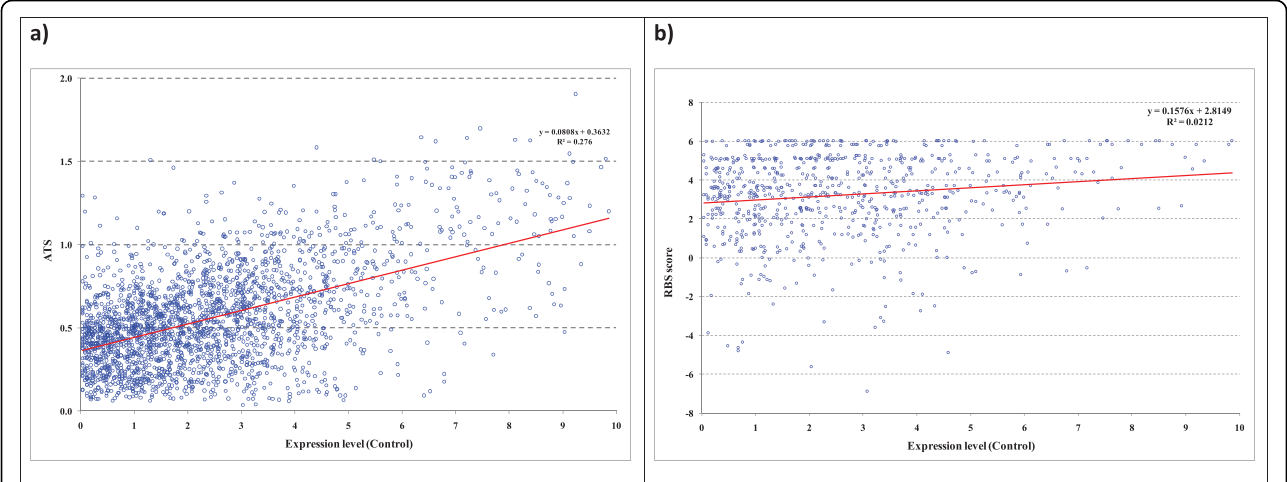 a)
2.0
1.5
1.0
0.5
0.0
ATS
y = 0.0808x + 0.3632
R² = 0.276
0 1 2 3 4 5 6 7 8 9 10
Expression level (Control)
b)
8
6
4
2
0
-2
-4
-6
-8
RBS score
y = 0.1576x + 2.8149
R² = 0.0212
0 1 2 3 4 5 6 7 8 9 10
Expression level (Control)